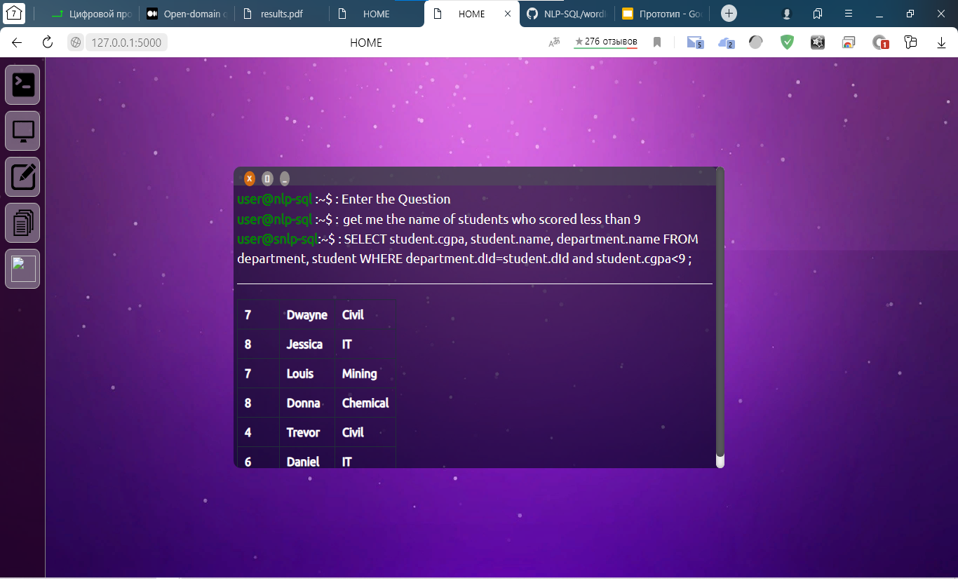 7
Цифровой про
Open-domain
results.pdf
HOME
HOME
NLP-SQL/word
Прототип - Go
127.0.0.1:5000
HOME
★276 отзывов
5
2
1
x
user@nlp-sql :~$ : Enter the Question
user@nlp-sql :~$ : get me the name of students who scored less than 9
user@snlp-sql:~$ : SELECT student.cgpa, student.name, department.name FROM
department, student WHERE department.dId=student.dId and student.cgpa<9 ;
7 Dwayne Civil
8 Jessica IT
7 Louis Mining
8 Donna Chemical
4 Trevor Civil
6 Daniel IT